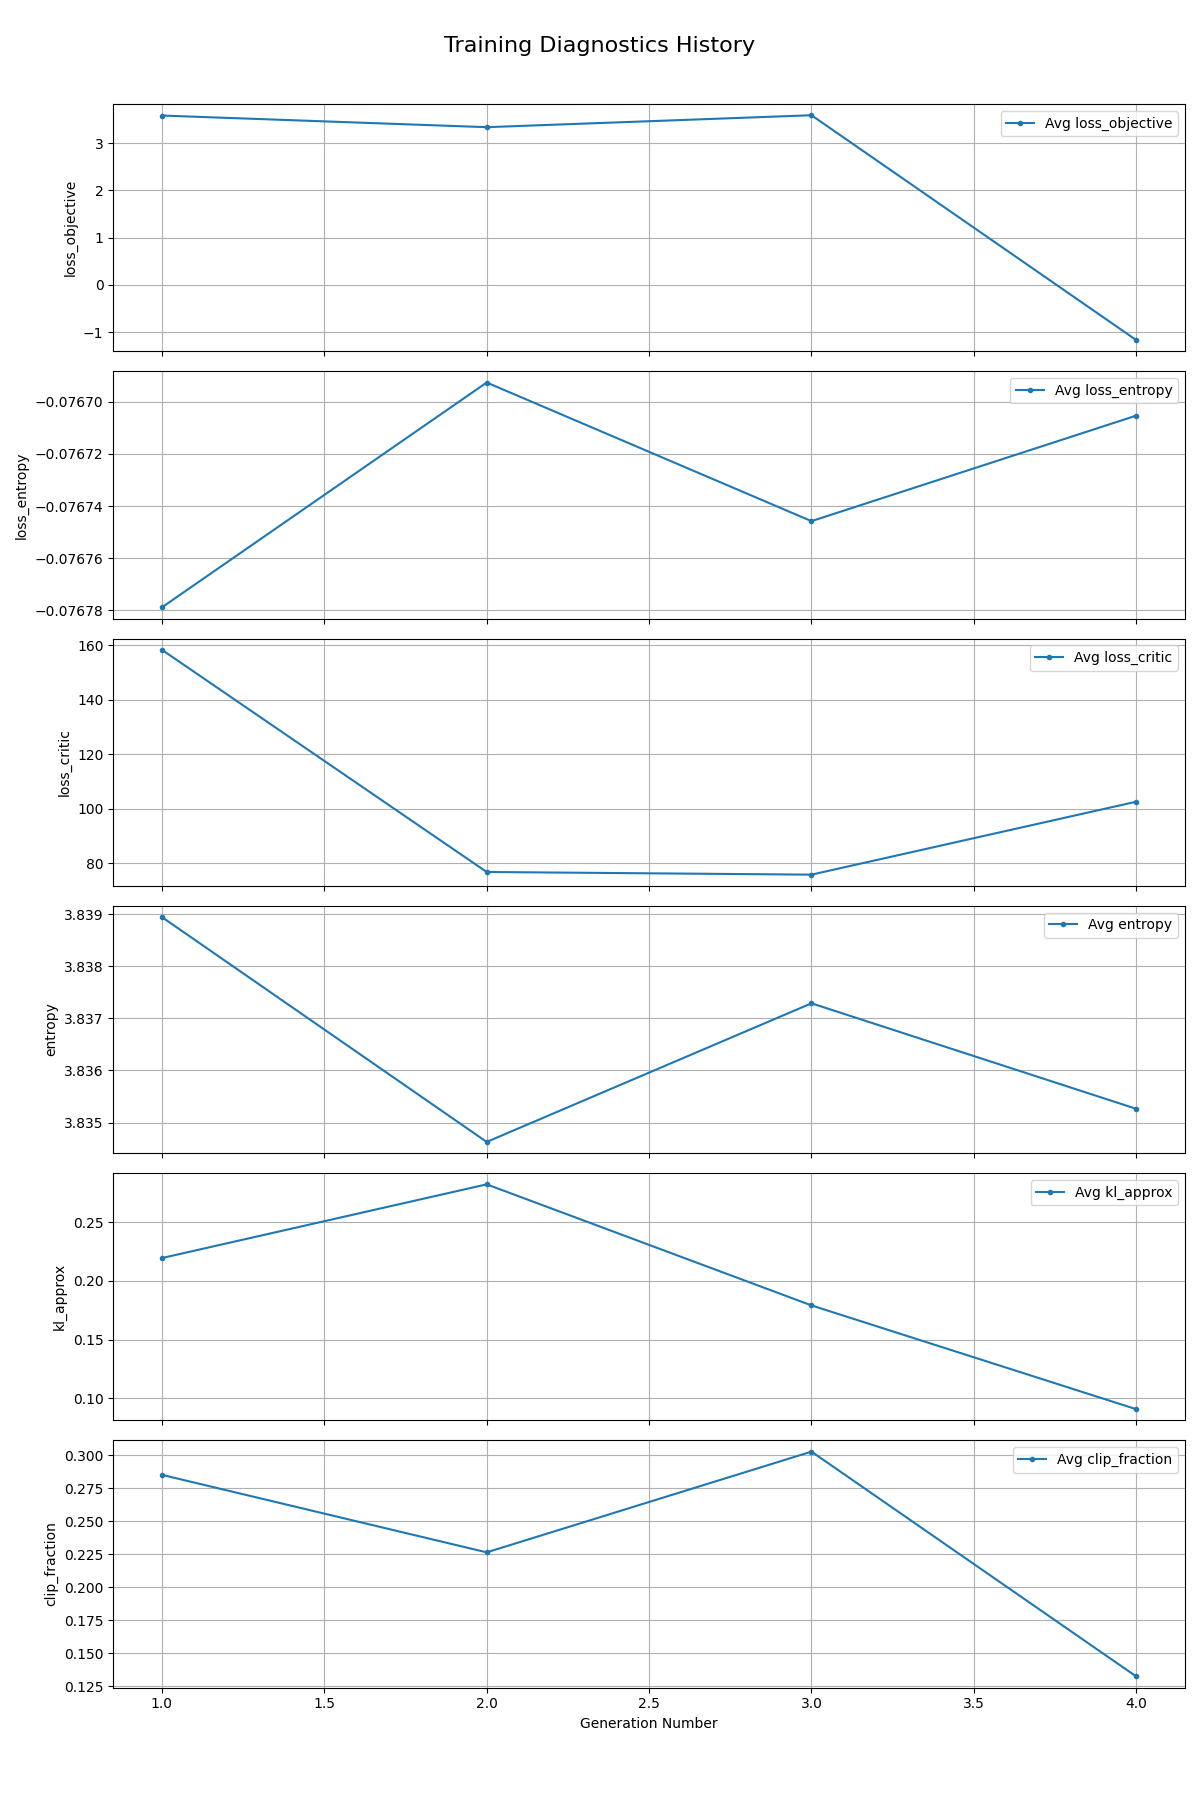 Training Diagnostics History
Avg loss_objective
3
2
1
0
−1
loss_objective
Avg loss_entropy
−0.07670
−0.07672
−0.07674
−0.07676
−0.07678
loss_entropy
Avg loss_critic
160
140
120
100
80
loss_critic
Avg entropy
3.839
3.838
3.837
3.836
3.835
entropy
Avg kl_approx
0.25
0.20
0.15
0.10
kl_approx
Avg clip_fraction
0.300
0.275
0.250
0.225
0.200
0.175
0.150
0.125
clip_fraction
1.0 1.5 2.0 2.5 3.0 3.5 4.0
Generation Number